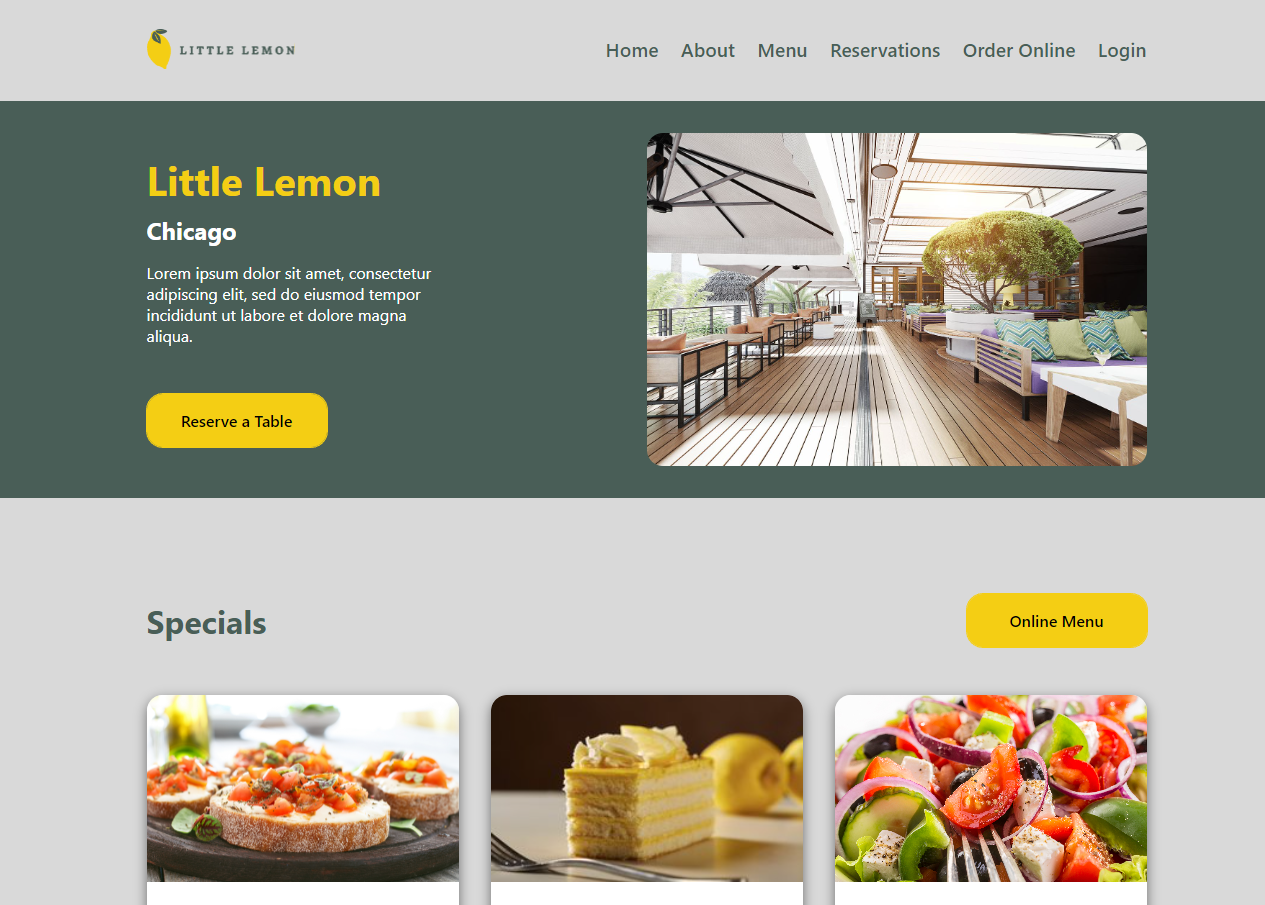 LITTLE LEMON
Home About Menu Reservations Order Online Login
Little Lemon
Chicago
Lorem ipsum dolor sit amet, consectetur
adipiscing elit, sed do eiusmod tempor
incididunt ut labore et dolore magna
aliqua.
Reserve a Table
Specials
Online Menu